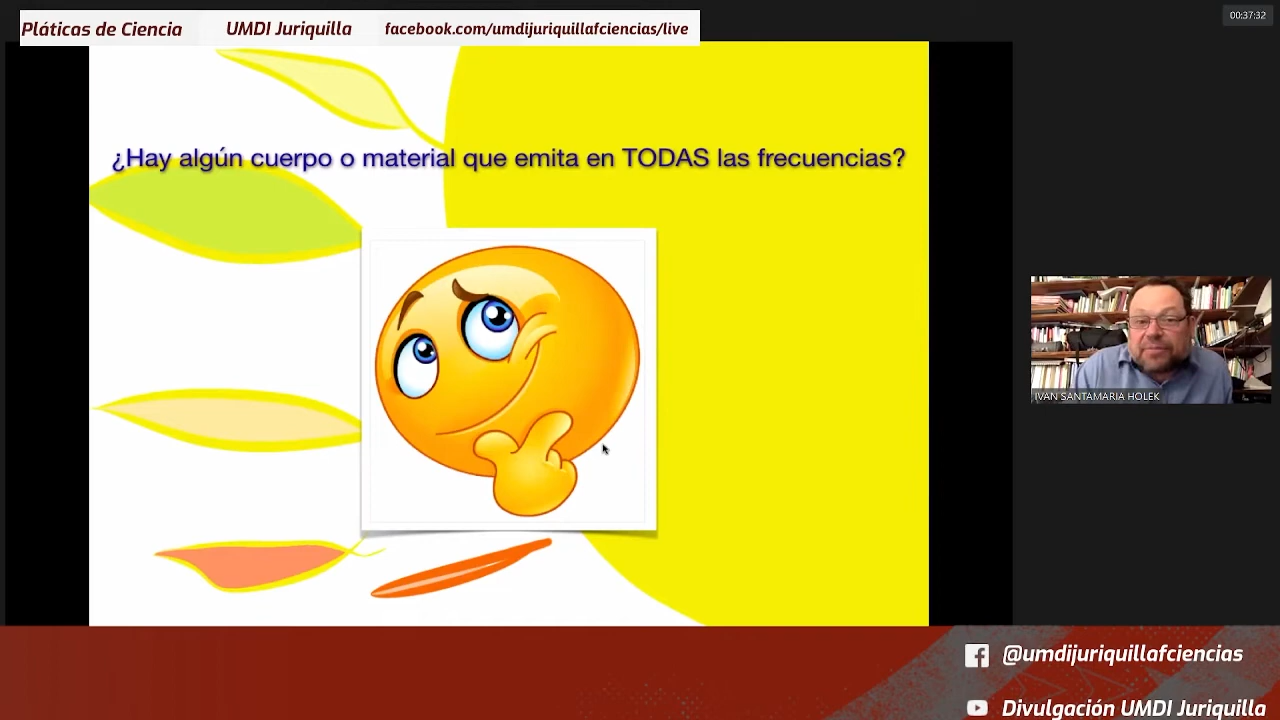 Pláticas de Ciencia UMDI Juriquilla facebook.com/umdijuriquillafciencias/live
00:37:32
¿Hay algún cuerpo o material que emita en TODAS las frecuencias?
IVAN SANTAMARIA HOLEK
@umdijuriquillafciencias
Divulgación UMDI Juriquilla